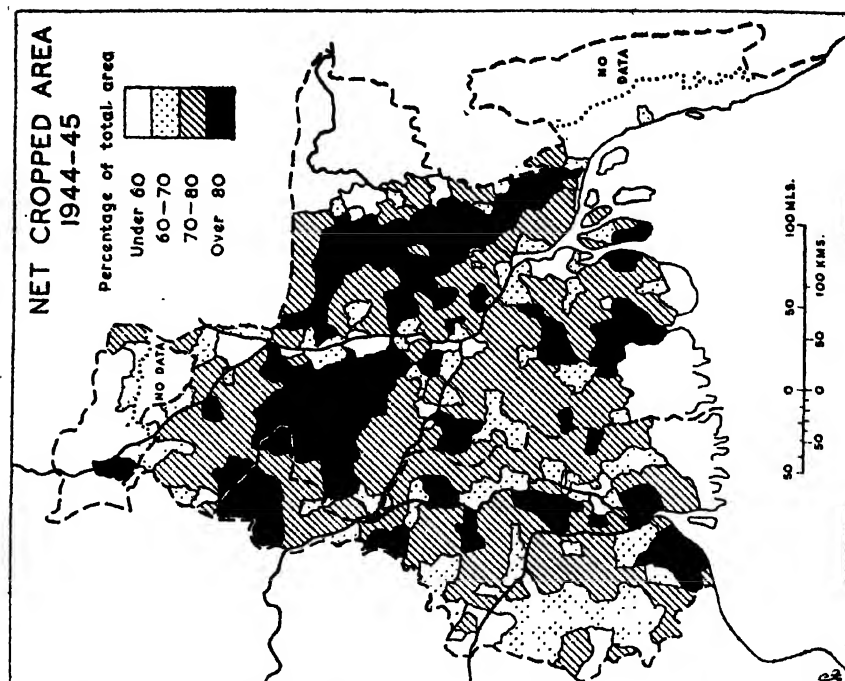 NET CROPPED AREA
1944-45
Percentage of total area
Under 60
60-70
70-80
Over 80
NO DATA
NO
DATA
50 0 50 100 MLS.
50 0 50 100 KMS.